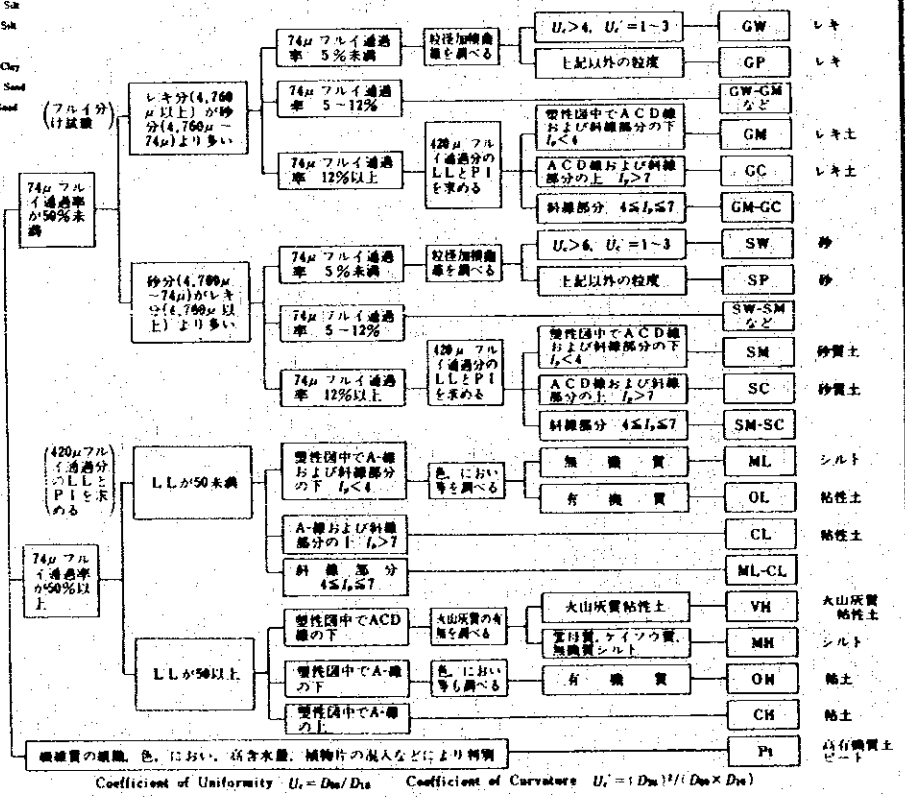 Silt
Silt
Clay
Sand
Sand
(フルイ分
け試験)
74μ フル
イ通過率
が50%未
満
レキ分(4,760
μ以上)が砂
分(4,760μ~
74μ)より多い
74μ フルイ通過
率 5%未満
粒径加積曲
線を調べる
Uc>4, Uc'=1~3
GW
レキ
上記以外の粒度
GP
レキ
74μ フルイ通過
率 5~12%
GW-GM
など
74μ フルイ通過
率 12%以上
420μ フル
イ通過分の
LLとPI
を求める
塑性図中でACD線
および斜線部分の下
Ip<4
GM
レキ土
ACD線および斜線
部分の上 Ip>7
GC
レキ土
斜線部分 4≦Ip≦7
GM-GC
砂分(4,760μ
~74μ)がレキ
分(4,760μ以
上)より多い
74μ フルイ通過
率 5%未満
粒径加積曲
線を調べる
Uc>6, Uc'=1~3
SW
砂
上記以外の粒度
SP
砂
74μ フルイ通過
率 5~12%
SW-SM
など
74μ フルイ通過
率 12%以上
420μ フル
イ通過分の
LLとPI
を求める
塑性図中でACD線
および斜線部分の下
Ip<4
SM
砂質土
ACD線および斜線
部分の上 Ip>7
SC
砂質土
斜線部分 4≦Ip≦7
SM-SC
(420μフル
イ通過分
のLLと
PIを求
める)
74μ フル
イ通過率
が50%以
上
LLが50未満
塑性図中でA-線
および斜線部分
の下 Ip<4
色、におい
等を調べる
無機質
ML
シルト
有機質
OL
粘性土
A-線および斜線
部分の上 Ip>7
CL
粘性土
斜線部分
4≦Ip≦7
ML-CL
LLが50以上
塑性図中でACD
線の下
火山灰質の有
無を調べる
火山灰質粘性土
VH
火山灰質
粘性土
雲母質、ケイソウ質、
無機質シルト
MH
シルト
塑性図中でA-線
の下
色、におい
等も調べる
有機質
OH
粘土
塑性図中でA-線
の上
CH
粘土
繊維質の組織、色、におい、高含水量、植物片の混入などにより判別
Pt
高有機質土
ピート
Coefficient of Uniformity Uc=D60/D10 Coefficient of Curvature Uc'=(D30)²/(D60×D10)